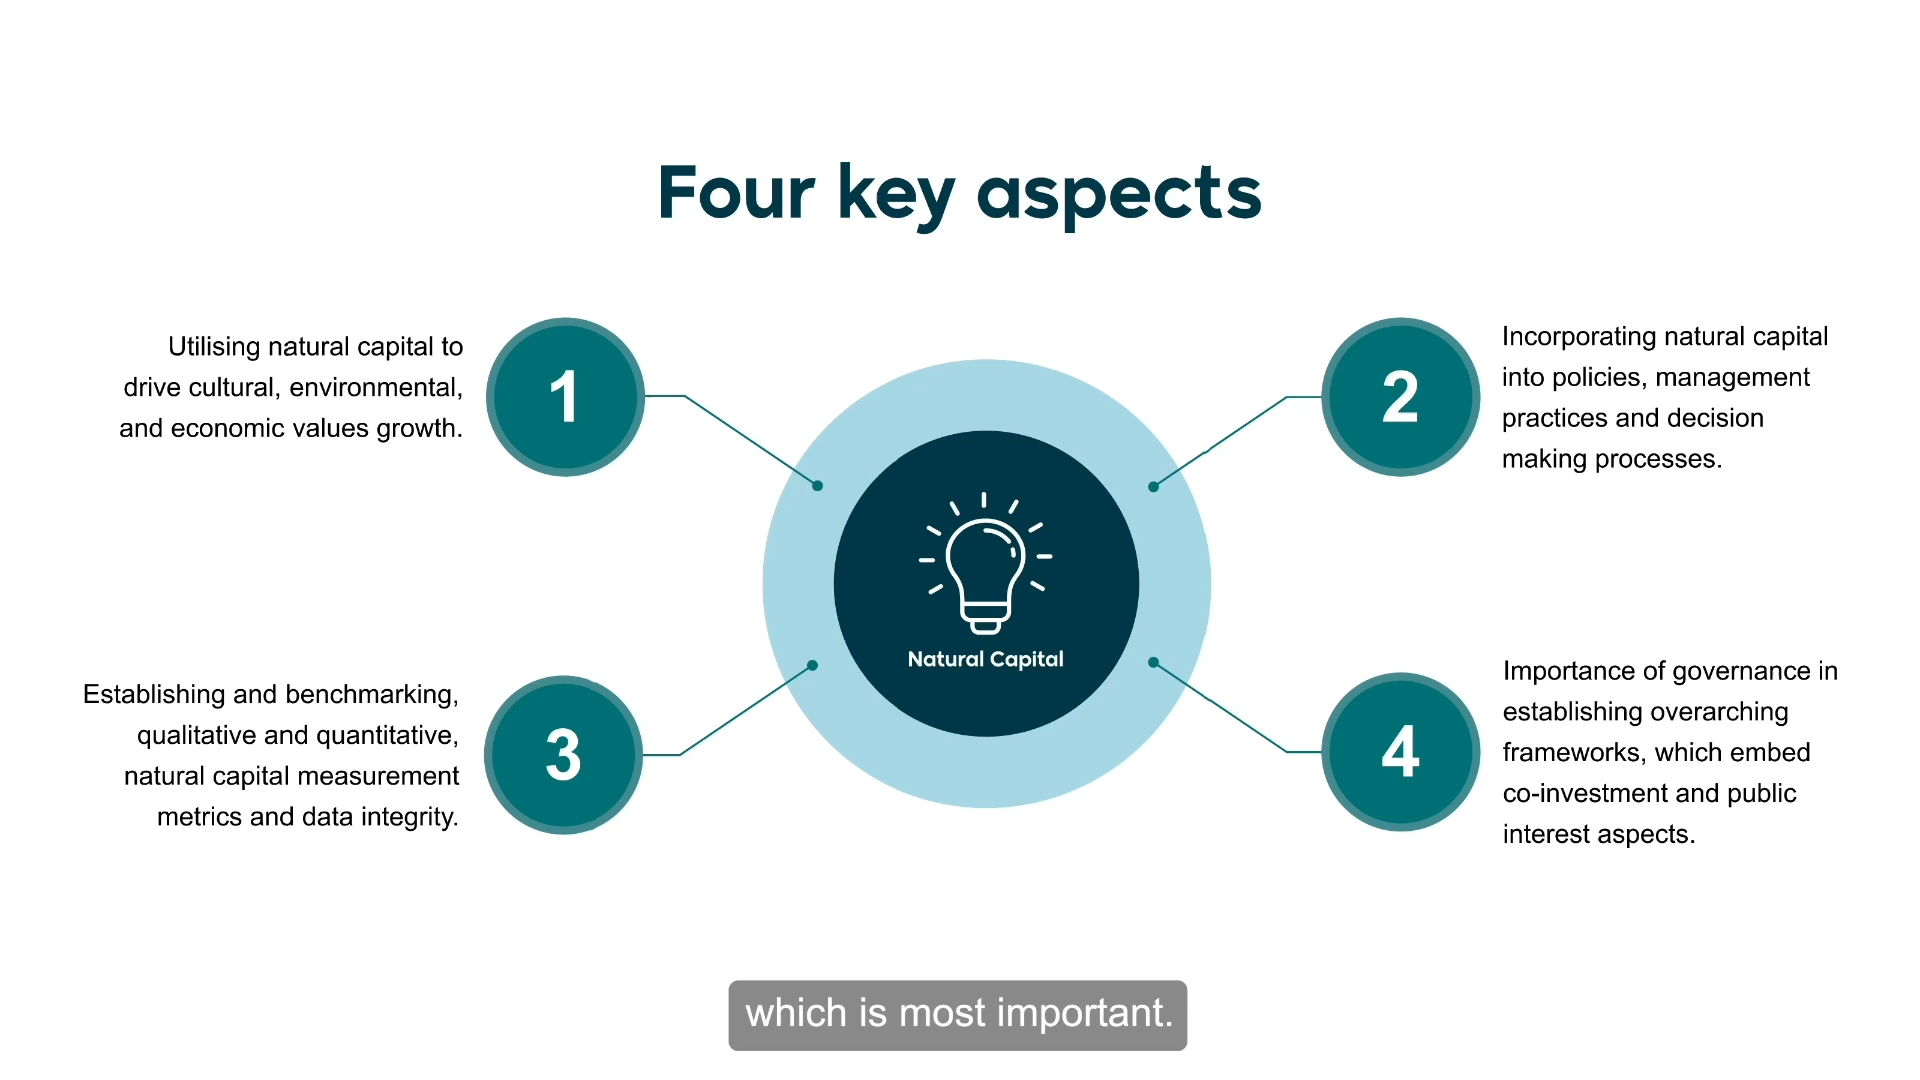 Four key aspects
1
Utilising natural capital to
drive cultural, environmental,
and economic values growth.
2
Incorporating natural capital
into policies, management
practices and decision
making processes.
Natural Capital
3
Establishing and benchmarking,
qualitative and quantitative,
natural capital measurement
metrics and data integrity.
4
Importance of governance in
establishing overarching
frameworks, which embed
co-investment and public
interest aspects.
which is most important.